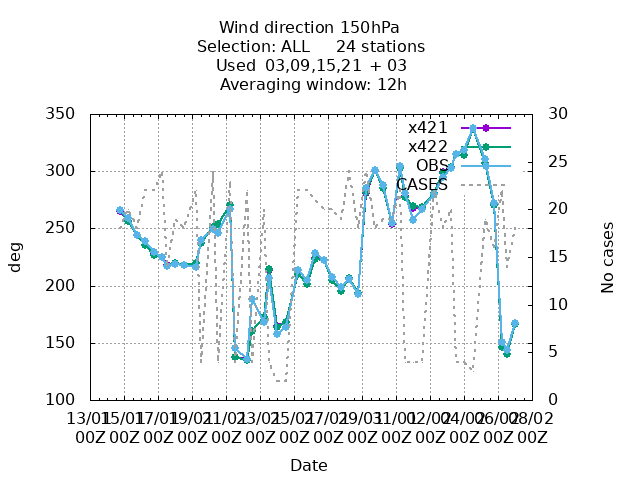 Wind direction 150hPa
Selection: ALL 24 stations
Used 03,09,15,21 + 03
Averaging window: 12h
350
300
250
200
150
100
deg
30
25
20
15
10
5
0
No cases
x421
x422
OBS
CASES
13/01 15/01 17/01 19/01 21/01 23/01 25/01 27/01 29/01 31/01 02/02 04/02 06/02 08/02
00Z 00Z 00Z 00Z 00Z 00Z 00Z 00Z 00Z 00Z 00Z 00Z 00Z 00Z
Date